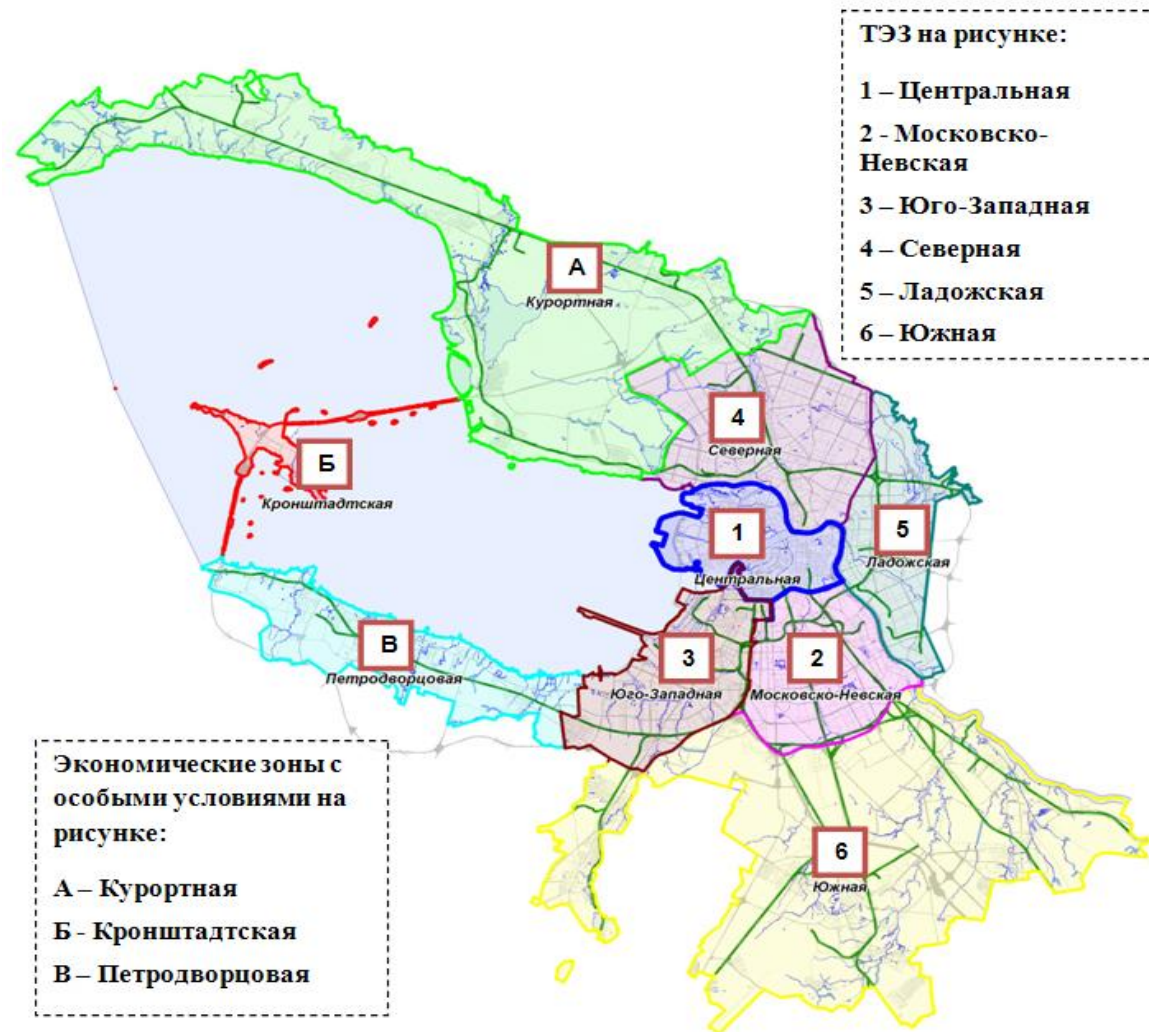 ТЭЗ на рисунке:
1 – Центральная
2 - Московско-
Невская
3 – Юго-Западная
4 – Северная
5 – Ладожская
6 – Южная
А
Курортная
4
Северная
Б
Кронштадтская
1
Центральная
5
Ладожская
В
Петродворцовая
3
Юго-Западная
2
Московско-Невская
6
Южная
Экономические зоны с
особыми условиями на
рисунке:
А – Курортная
Б - Кронштадтская
В – Петродворцовая